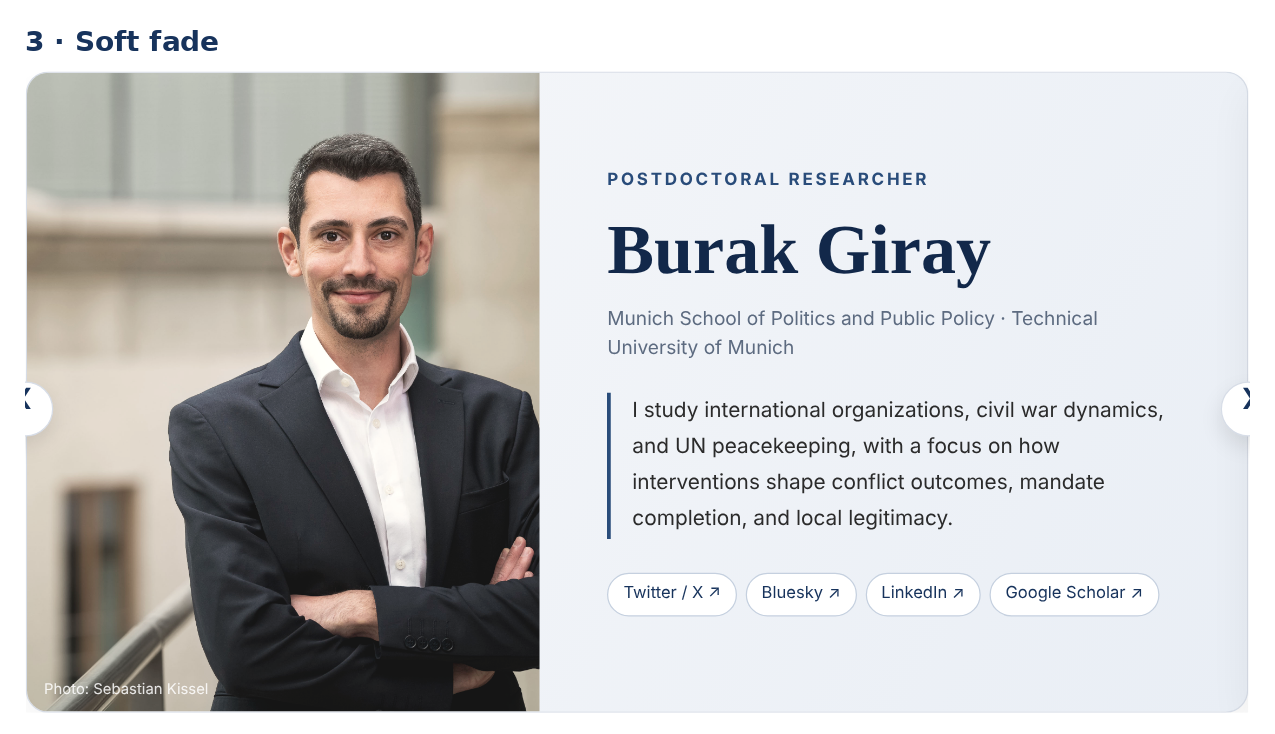 3 · Soft fade
POSTDOCTORAL RESEARCHER
Burak Giray
Munich School of Politics and Public Policy · Technical
University of Munich
I study international organizations, civil war dynamics,
and UN peacekeeping, with a focus on how
interventions shape conflict outcomes, mandate
completion, and local legitimacy.
Twitter / X ↗ Bluesky ↗ LinkedIn ↗ Google Scholar ↗
Photo: Sebastian Kissel